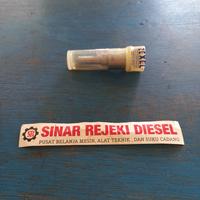 SINAR REJEKI DIESEL
PUSAT BELANJA MESIN, ALAT TEKNIK, DAN SUKU CADANG